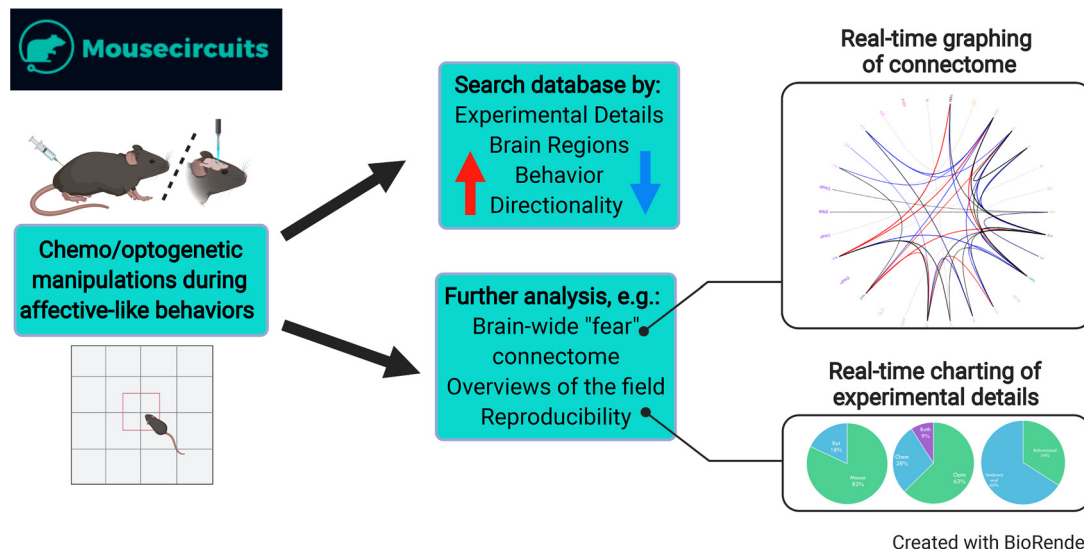 Mousecircuits
Chemo/optogenetic
manipulations during
affective-like behaviors
Search database by:
Experimental Details
Brain Regions
Behavior
Directionality
Further analysis, e.g.:
Brain-wide "fear"
connectome
Overviews of the field
Reproducibility
Real-time graphing
of connectome
Real-time charting of
experimental details
Rat
18%
Mouse
82%
Both
9%
Chem
28%
Opto
63%
Created with BioRende